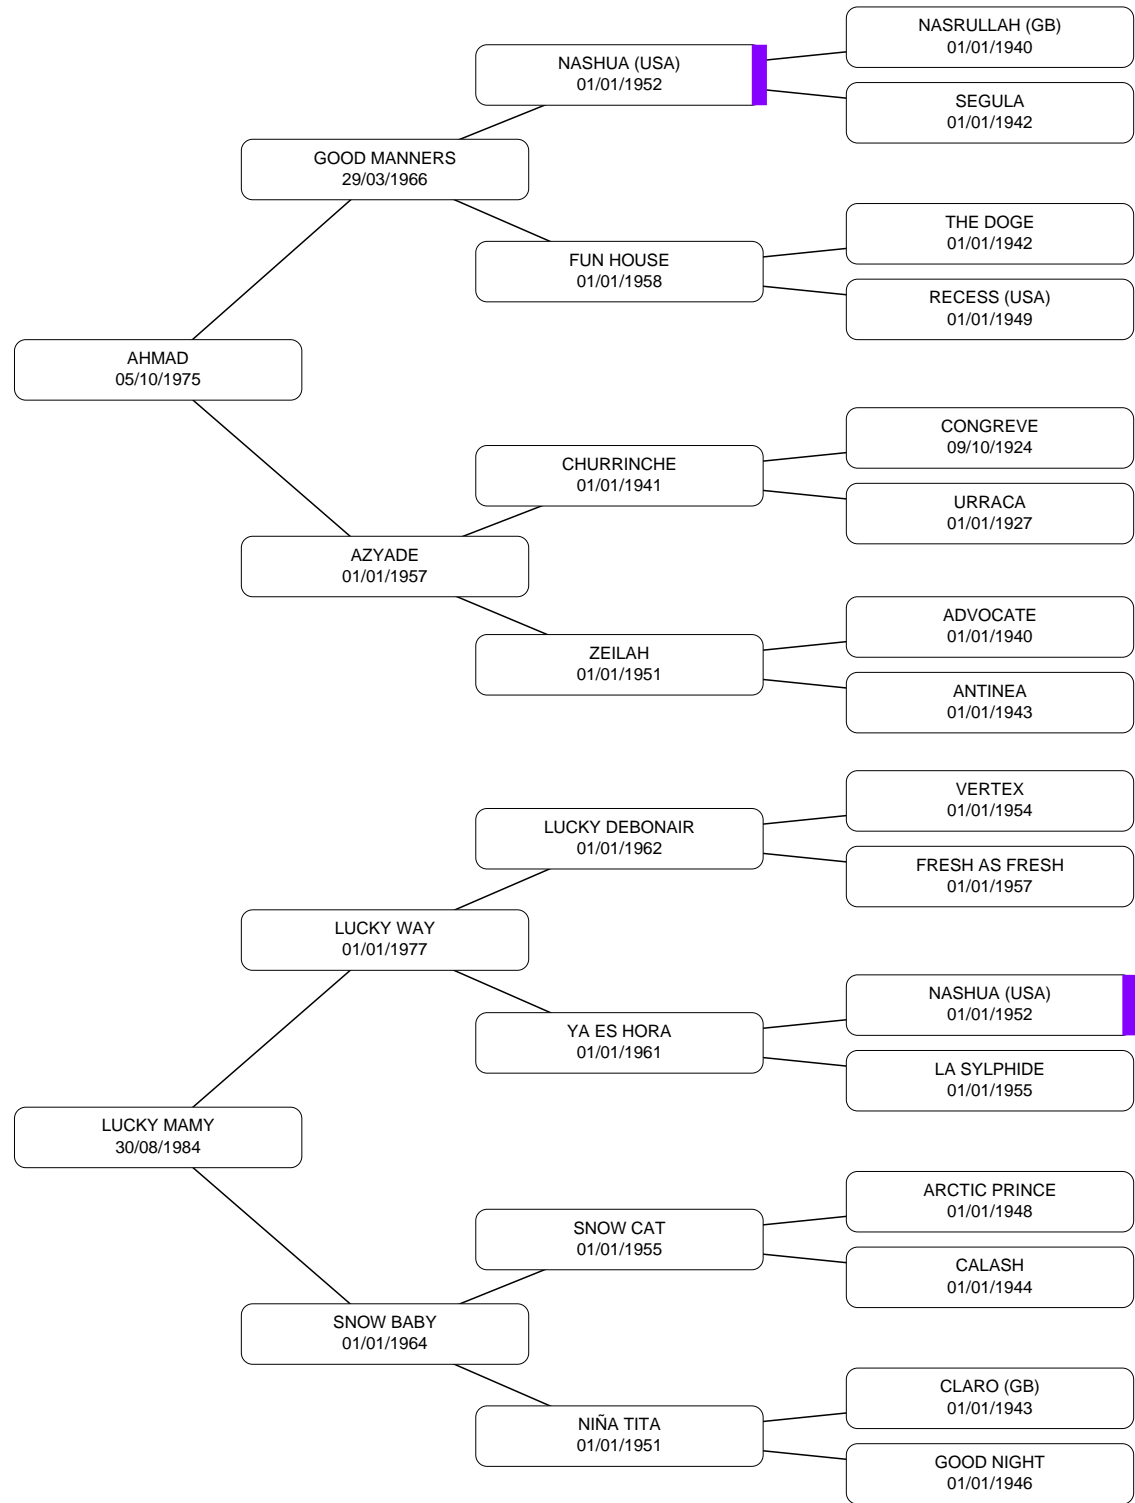 NASRULLAH (GB)
01/01/1940
NASHUA (USA)
01/01/1952
SEGULA
01/01/1942
GOOD MANNERS
29/03/1966
THE DOGE
01/01/1942
FUN HOUSE
01/01/1958
RECESS (USA)
01/01/1949
AHMAD
05/10/1975
CONGREVE
09/10/1924
CHURRINCHE
01/01/1941
URRACA
01/01/1927
AZYADE
01/01/1957
ADVOCATE
01/01/1940
ZEILAH
01/01/1951
ANTINEA
01/01/1943
VERTEX
01/01/1954
LUCKY DEBONAIR
01/01/1962
FRESH AS FRESH
01/01/1957
LUCKY WAY
01/01/1977
NASHUA (USA)
01/01/1952
YA ES HORA
01/01/1961
LA SYLPHIDE
01/01/1955
LUCKY MAMY
30/08/1984
ARCTIC PRINCE
01/01/1948
SNOW CAT
01/01/1955
CALASH
01/01/1944
SNOW BABY
01/01/1964
CLARO (GB)
01/01/1943
NIÑA TITA
01/01/1951
GOOD NIGHT
01/01/1946